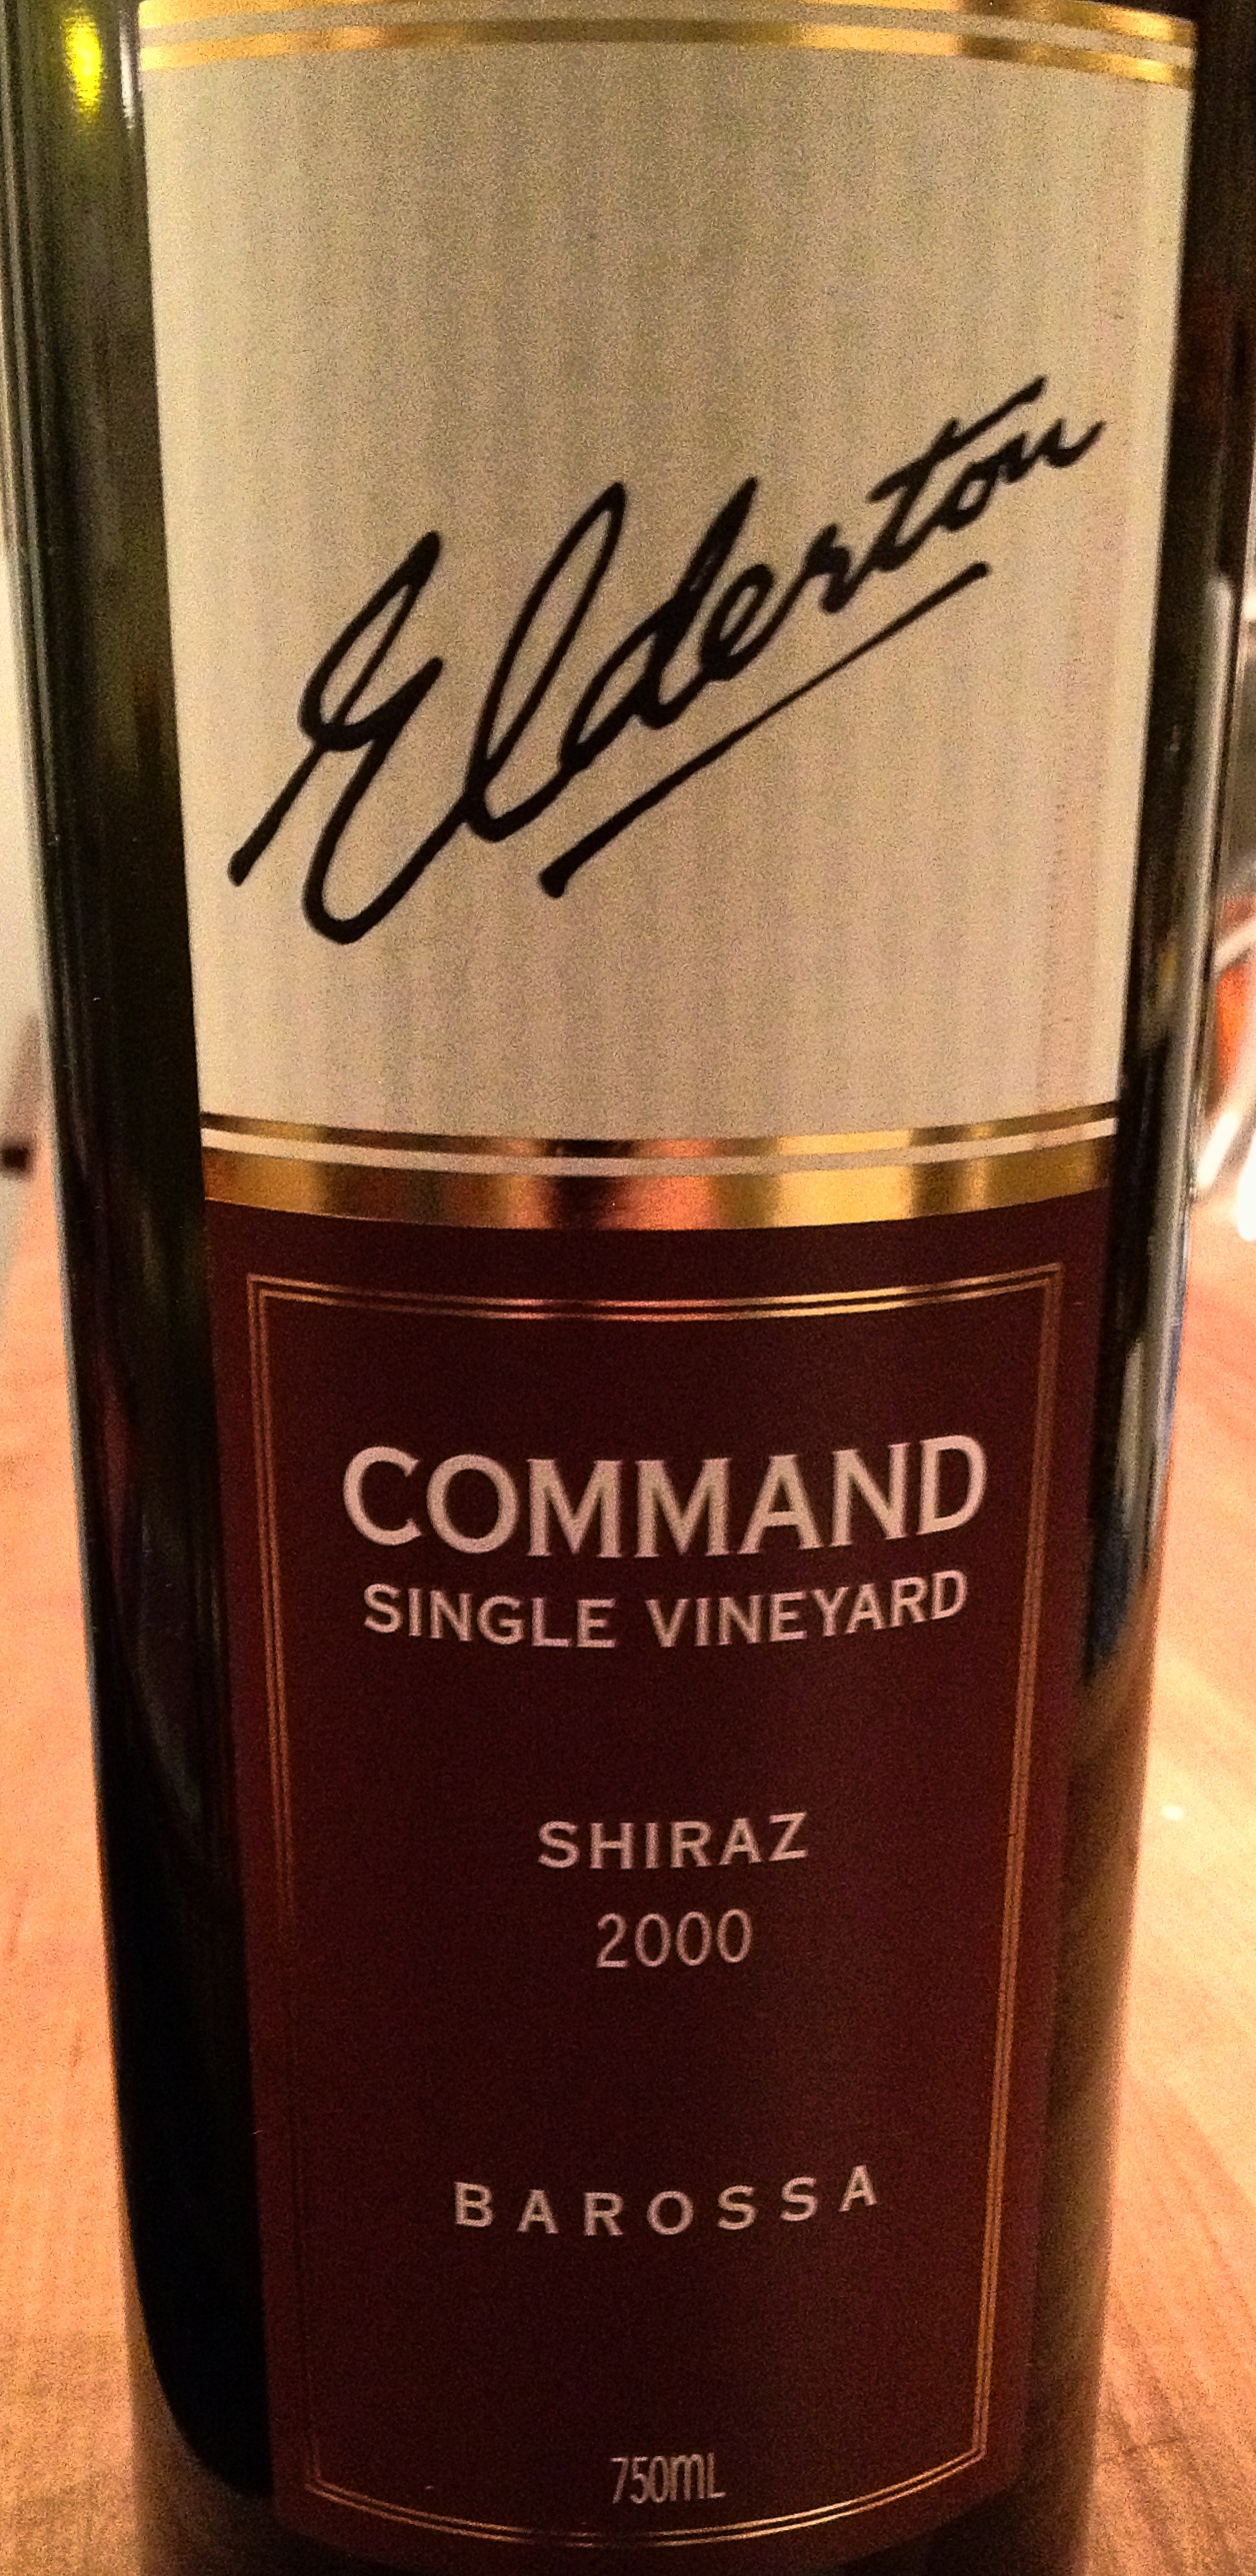 Elderton
COMMAND
SINGLE VINEYARD
SHIRAZ
2000
BAROSSA
750mL